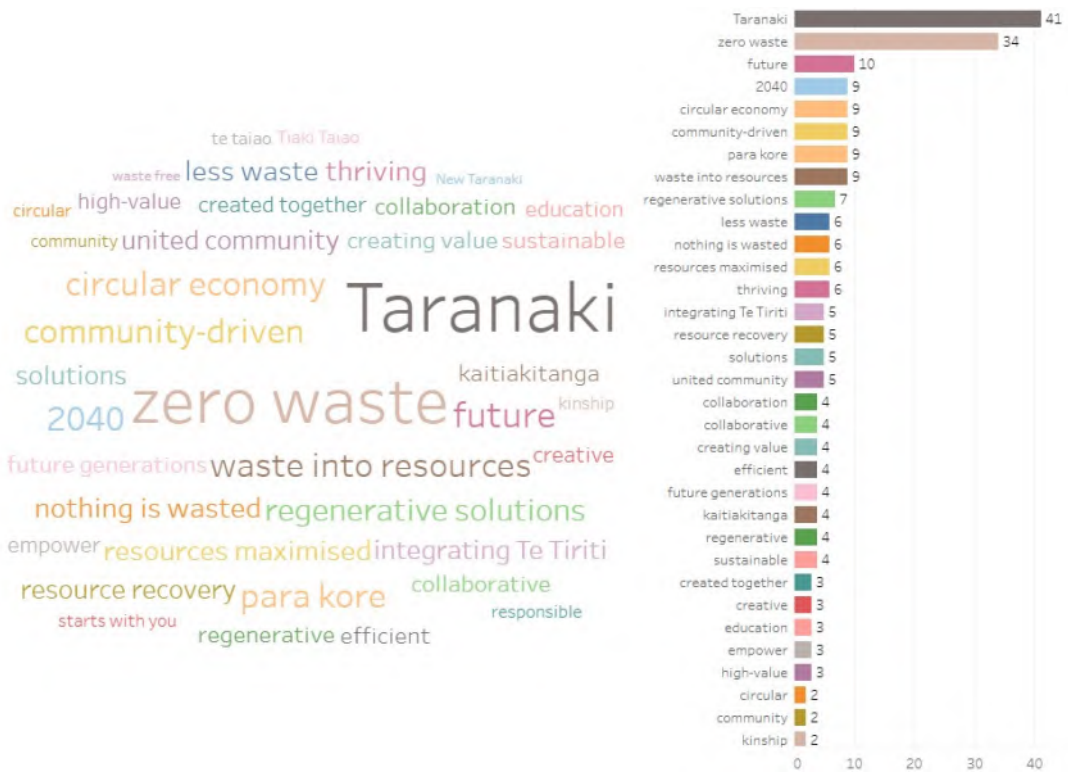 te taiao Tiaki Taiao
waste free less waste thriving New Taranaki
circular high-value created together collaboration education
community united community creating value sustainable
circular economy Taranaki
community-driven
solutions kaitiakitanga
2040 zero waste future kinship
future generations waste into resources creative
nothing is wasted regenerative solutions
empower resources maximised integrating Te Tiriti
resource recovery para kore collaborative
starts with you responsible
regenerative efficient
Taranaki 41
zero waste 34
future 10
2040 9
circular economy 9
community-driven 9
para kore 9
waste into resources 9
regenerative solutions 7
less waste 6
nothing is wasted 6
resources maximised 6
thriving 6
integrating Te Tiriti 5
resource recovery 5
solutions 5
united community 5
collaboration 4
collaborative 4
creating value 4
efficient 4
future generations 4
kaitiakitanga 4
regenerative 4
sustainable 4
created together 3
creative 3
education 3
empower 3
high-value 3
circular 2
community 2
kinship 2
0 10 20 30 40